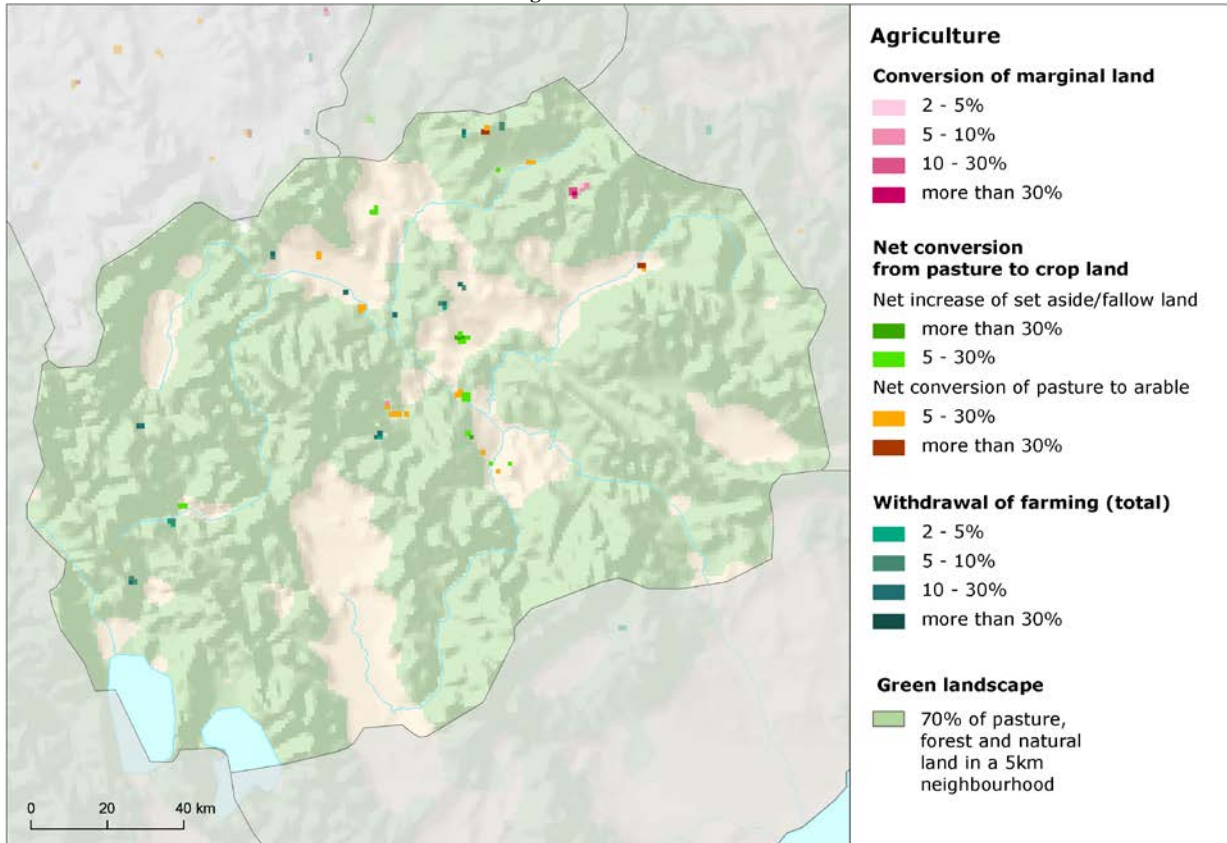 Agriculture
Conversion of marginal land
2 - 5%
5 - 10%
10 - 30%
more than 30%
Net conversion
from pasture to crop land
Net increase of set aside/fallow land
more than 30%
5 - 30%
Net conversion of pasture to arable
5 - 30%
more than 30%
Withdrawal of farming (total)
2 - 5%
5 - 10%
10 - 30%
more than 30%
Green landscape
70% of pasture,
forest and natural
land in a 5km
neighbourhood
0 20 40 km